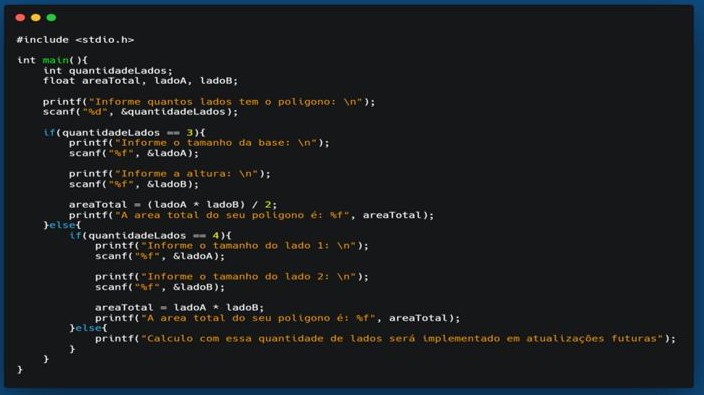 #include <stdio.h>
int main(){
int quantidadeLados;
float areaTotal, ladoA, ladoB;
printf("Informe quantos lados tem o poligono: \n");
scanf("%d", &quantidadeLados);
if(quantidadeLados == 3){
printf("Informe o tamanho da base: \n");
scanf("%f", &ladoA);
printf("Informe a altura: \n");
scanf("%f", &ladoB);
areaTotal = (ladoA * ladoB) / 2;
printf("A area total do seu poligono é: %f", areaTotal);
}else{
if(quantidadeLados == 4){
printf("Informe o tamanho do lado 1: \n");
scanf("%f", &ladoA);
printf("Informe o tamanho do lado 2: \n");
scanf("%f", &ladoB);
areaTotal = ladoA * ladoB;
printf("A area total do seu poligono é: %f", areaTotal);
}else{
printf("Calculo com essa quantidade de lados será implementado em atualizações futuras");
}
}
}